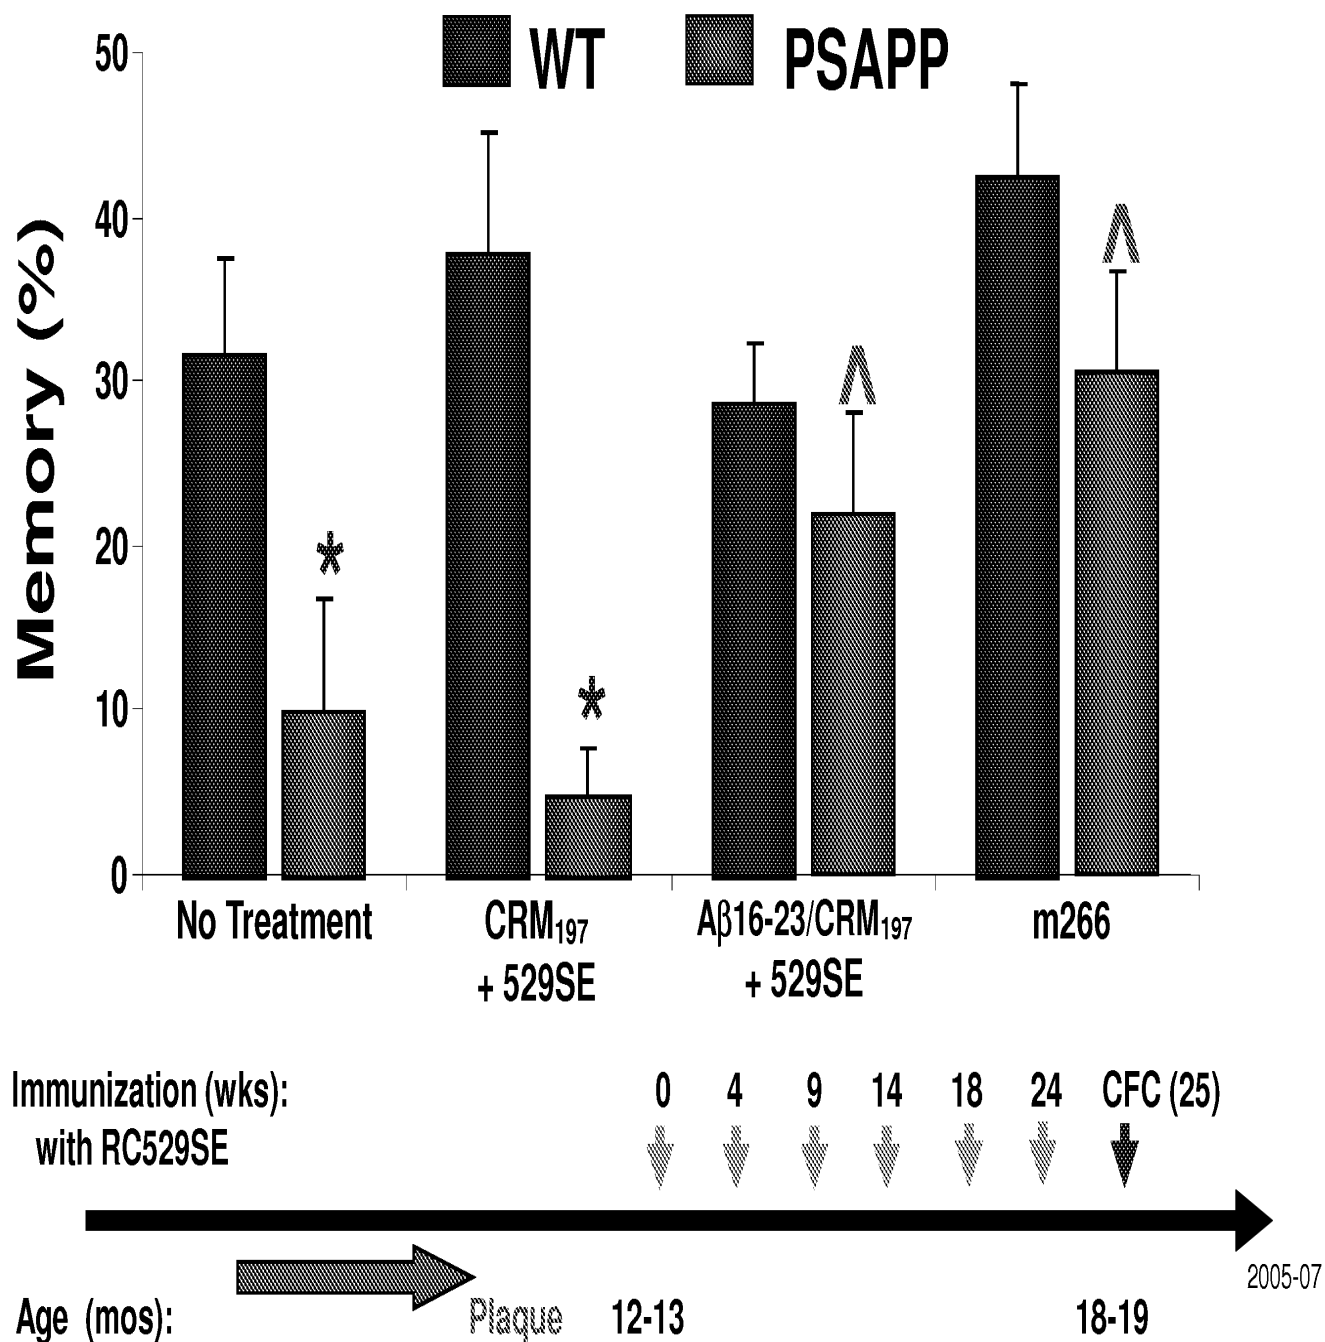 WT PSAPP
Memory (%)
50
40
30
20
10
0
* * ^ ^
No Treatment CRM₁₉₇ Aβ16-23/CRM₁₉₇ m266
+ 529SE + 529SE
Immunization (wks): 0 4 9 14 18 24 CFC (25)
with RC529SE
2005-07
Age (mos): Plaque 12-13 18-19